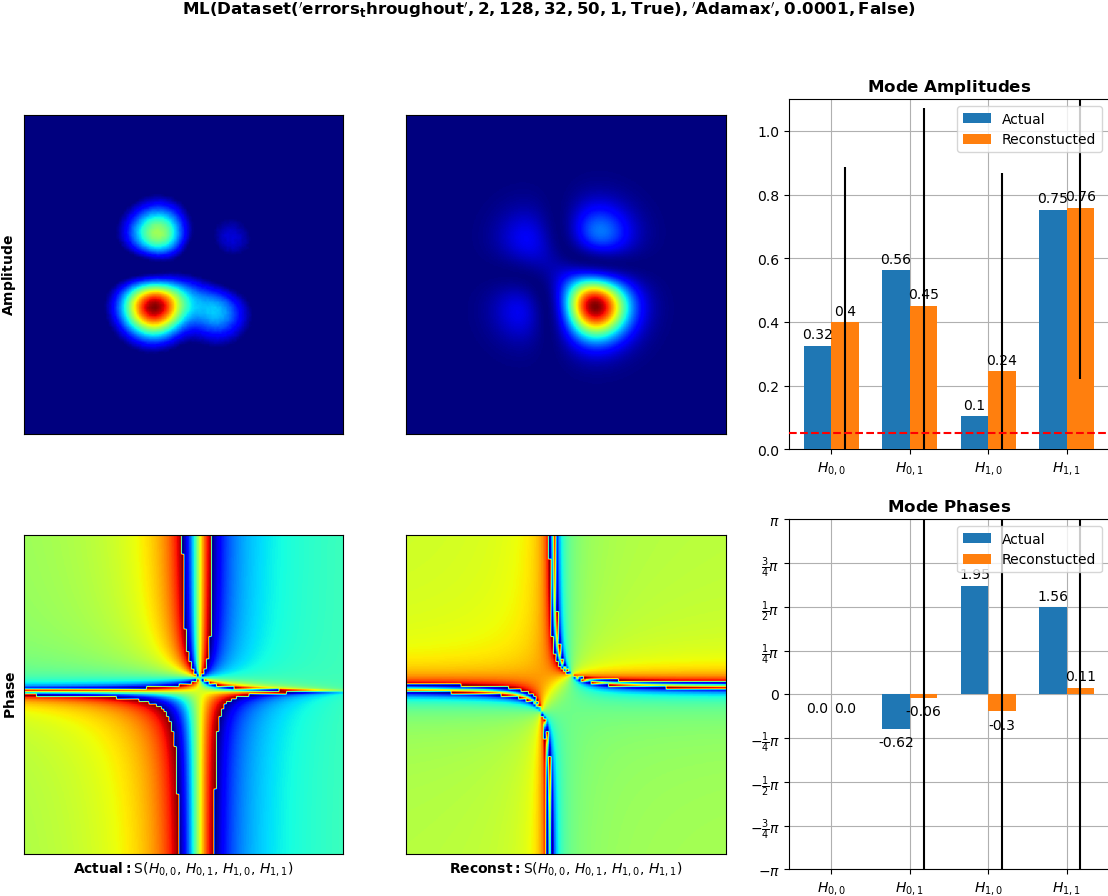 ML(Dataset('errors_throughout', 2, 128, 32, 50, 1, True), 'Adamax', 0.0001, False)
Amplitude
Mode Amplitudes
Actual
Reconstucted
1.0
0.8
0.6
0.4
0.2
0.0
0.32
0.4
0.56
0.45
0.1
0.24
0.75
0.76
H0,0
H0,1
H1,0
H1,1
Phase
Actual: S(H0,0, H0,1, H1,0, H1,1)
Reconst: S(H0,0, H0,1, H1,0, H1,1)
Mode Phases
Actual
Reconstucted
π
3/4π
1/2π
1/4π
0
−1/4π
−1/2π
−3/4π
−π
0.0
0.0
-0.62
-0.06
1.95
-0.3
1.56
0.11
H0,0
H0,1
H1,0
H1,1